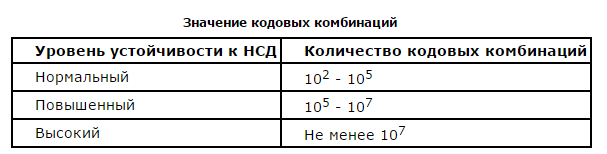 Значение кодовых комбинаций
Уровень устойчивости к НСД Количество кодовых комбинаций
Нормальный 10² - 10⁵
Повышенный 10⁵ - 10⁷
Высокий Не менее 10⁷